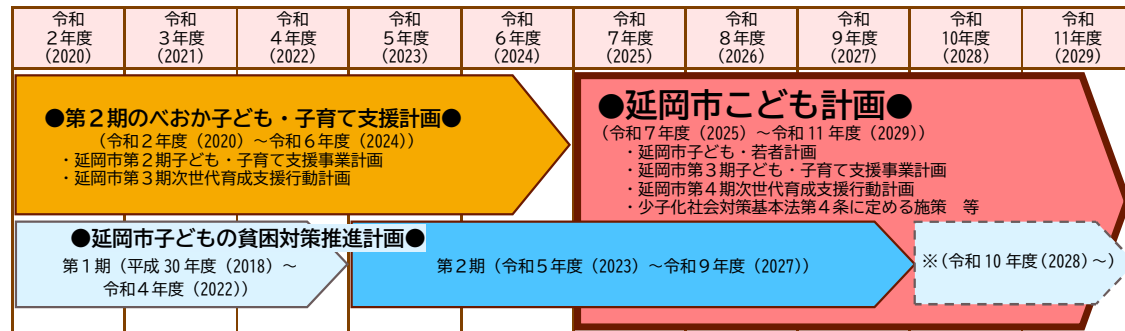 令和
２年度
(2020)
令和
３年度
(2021)
令和
４年度
(2022)
令和
５年度
(2023)
令和
６年度
(2024)
令和
７年度
(2025)
令和
８年度
(2026)
令和
９年度
(2027)
令和
10年度
(2028)
令和
11年度
(2029)
●第２期のべおか子ども・子育て支援計画●
（令和２年度（2020）～令和６年度（2024））
・延岡市第２期子ども・子育て支援事業計画
・延岡市第３期次世代育成支援行動計画
●延岡市こども計画●
（令和７年度（2025）～令和11年度（2029））
・延岡市子ども・若者計画
・延岡市第３期子ども・子育て支援事業計画
・延岡市第４期次世代育成支援行動計画
・少子化社会対策基本法第４条に定める施策　等
●延岡市子どもの貧困対策推進計画●
第１期（平成30年度（2018）～
令和４年度（2022））
第２期（令和５年度（2023）～令和９年度（2027））
※（令和10年度（2028）～）